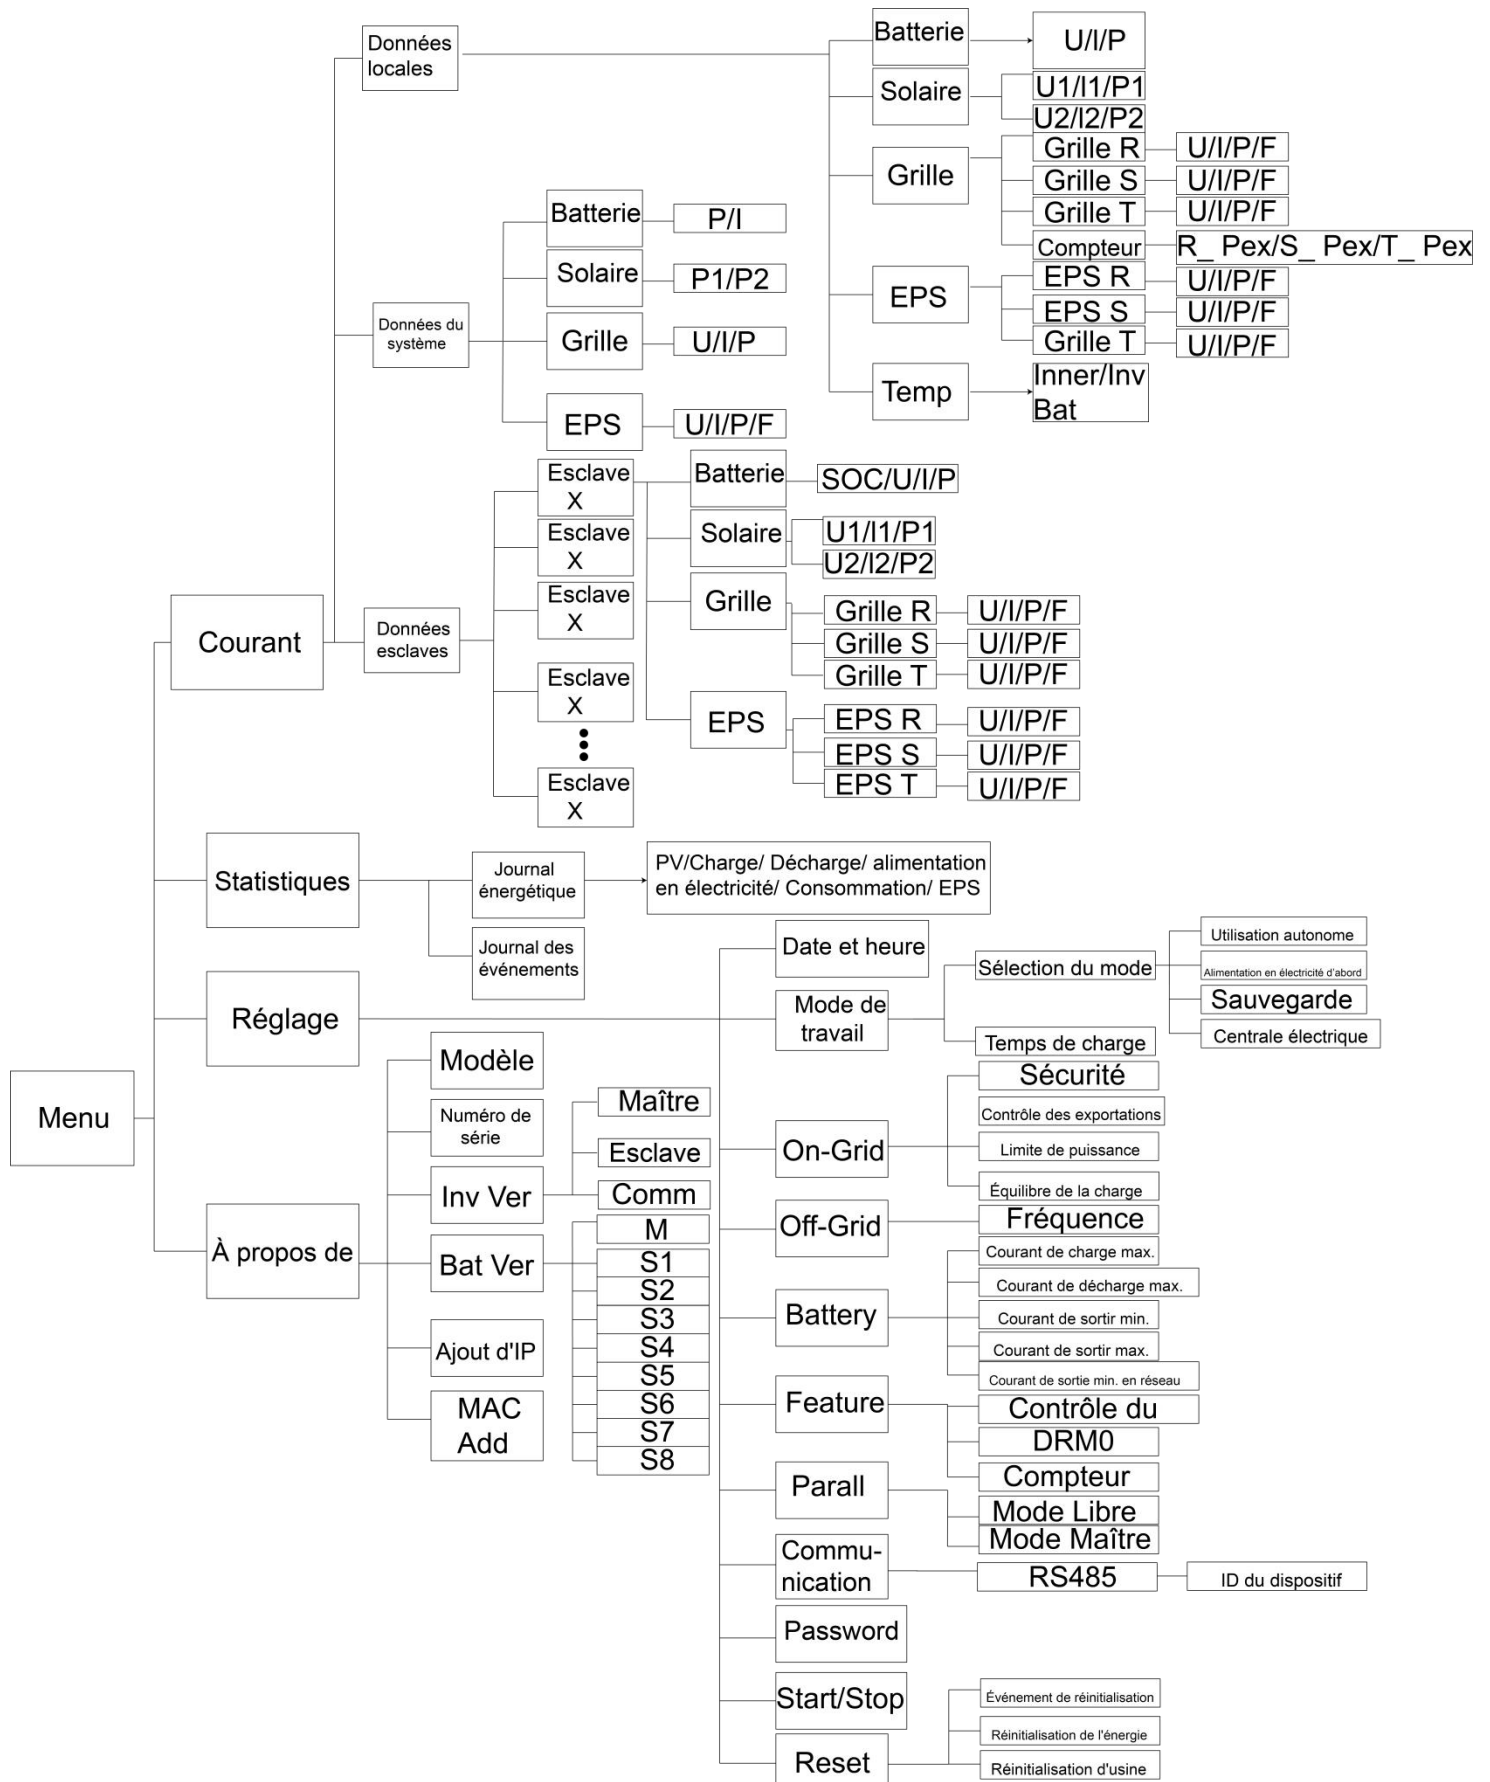 Menu
Courant
Données
locales
Batterie
U/I/P
Solaire
U1/I1/P1
U2/I2/P2
Grille
Grille R
U/I/P/F
Grille S
U/I/P/F
Grille T
U/I/P/F
Compteur
R_ Pex/S_ Pex/T_ Pex
EPS
EPS R
U/I/P/F
EPS S
U/I/P/F
Grille T
U/I/P/F
Temp
Inner/Inv
Bat
Données du
système
Batterie
P/I
Solaire
P1/P2
Grille
U/I/P
EPS
U/I/P/F
Données
esclaves
Esclave
X
Esclave
X
Esclave
X
Esclave
X
Esclave
X
Batterie
SOC/U/I/P
Solaire
U1/I1/P1
U2/I2/P2
Grille
Grille R
U/I/P/F
Grille S
U/I/P/F
Grille T
U/I/P/F
EPS
EPS R
U/I/P/F
EPS S
U/I/P/F
EPS T
U/I/P/F
Statistiques
Journal
énergétique
PV/Charge/ Décharge/ alimentation
en électricité/ Consommation/ EPS
Journal des
événements
Réglage
Date et heure
Mode de
travail
Sélection du mode
Utilisation autonome
Alimentation en électricité d'abord
Sauvegarde
Centrale électrique
Temps de charge
On-Grid
Sécurité
Contrôle des exportations
Limite de puissance
Équilibre de la charge
Off-Grid
Fréquence
Battery
Courant de charge max.
Courant de décharge max.
Courant de sortir min.
Courant de sortir max.
Courant de sortie min. en réseau
Feature
Contrôle du
DRM0
Compteur
Parall
Mode Libre
Mode Maître
Commu-
nication
RS485
ID du dispositif
Password
Start/Stop
Reset
Événement de réinitialisation
Réinitialisation de l'énergie
Réinitialisation d'usine
À propos de
Modèle
Numéro de
série
Inv Ver
Maître
Esclave
Comm
Bat Ver
M
S1
S2
S3
S4
S5
S6
S7
S8
Ajout d'IP
MAC
Add